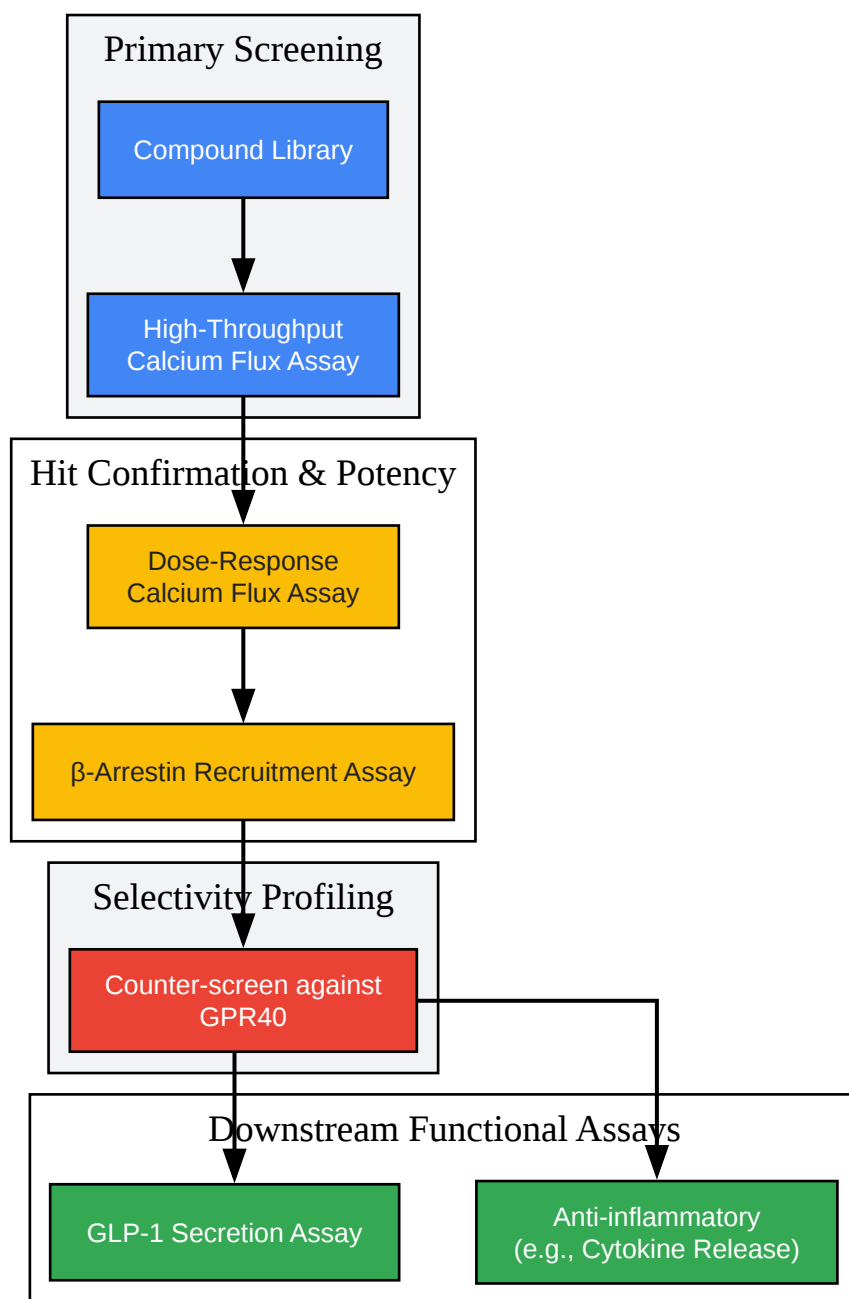 Primary Screening
Compound Library
High-Throughput
Calcium Flux Assay
Hit Confirmation & Potency
Dose-Response
Calcium Flux Assay
β-Arrestin Recruitment Assay
Selectivity Profiling
Counter-screen against
GPR40
Downstream Functional Assays
GLP-1 Secretion Assay
Anti-inflammatory
(e.g., Cytokine Release)